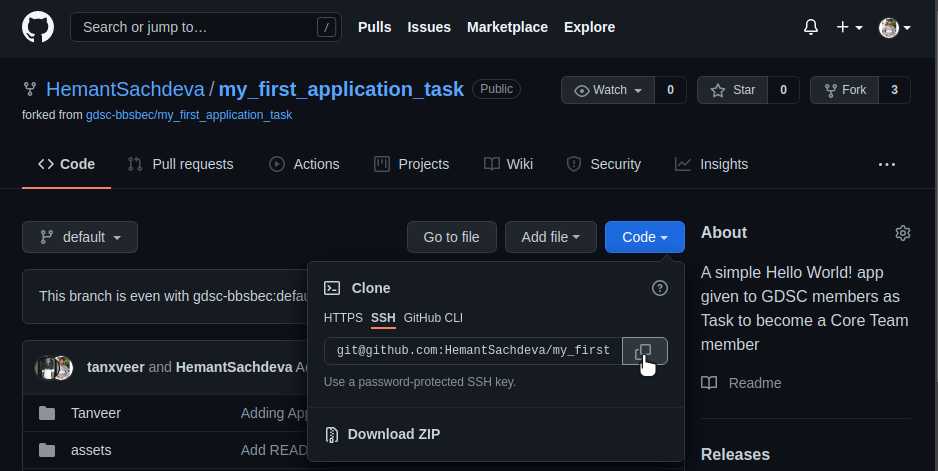 Search or jump to… /
Pulls Issues Marketplace Explore
HemantSachdeva / my_first_application_task Public
Watch 0 Star 0 Fork 3
forked from gdsc-bbsbec/my_first_application_task
Code Pull requests Actions Projects Wiki Security Insights
default Go to file Add file Code
About
A simple Hello World! app
given to GDSC members as
Task to become a Core Team
member
Readme
Releases
This branch is even with gdsc-bbsbec:defau
Clone
HTTPS SSH GitHub CLI
git@github.com:HemantSachdeva/my_first
Use a password-protected SSH key.
Download ZIP
tanxveer and HemantSachdeva Ad
Tanveer Adding App
assets Add READ